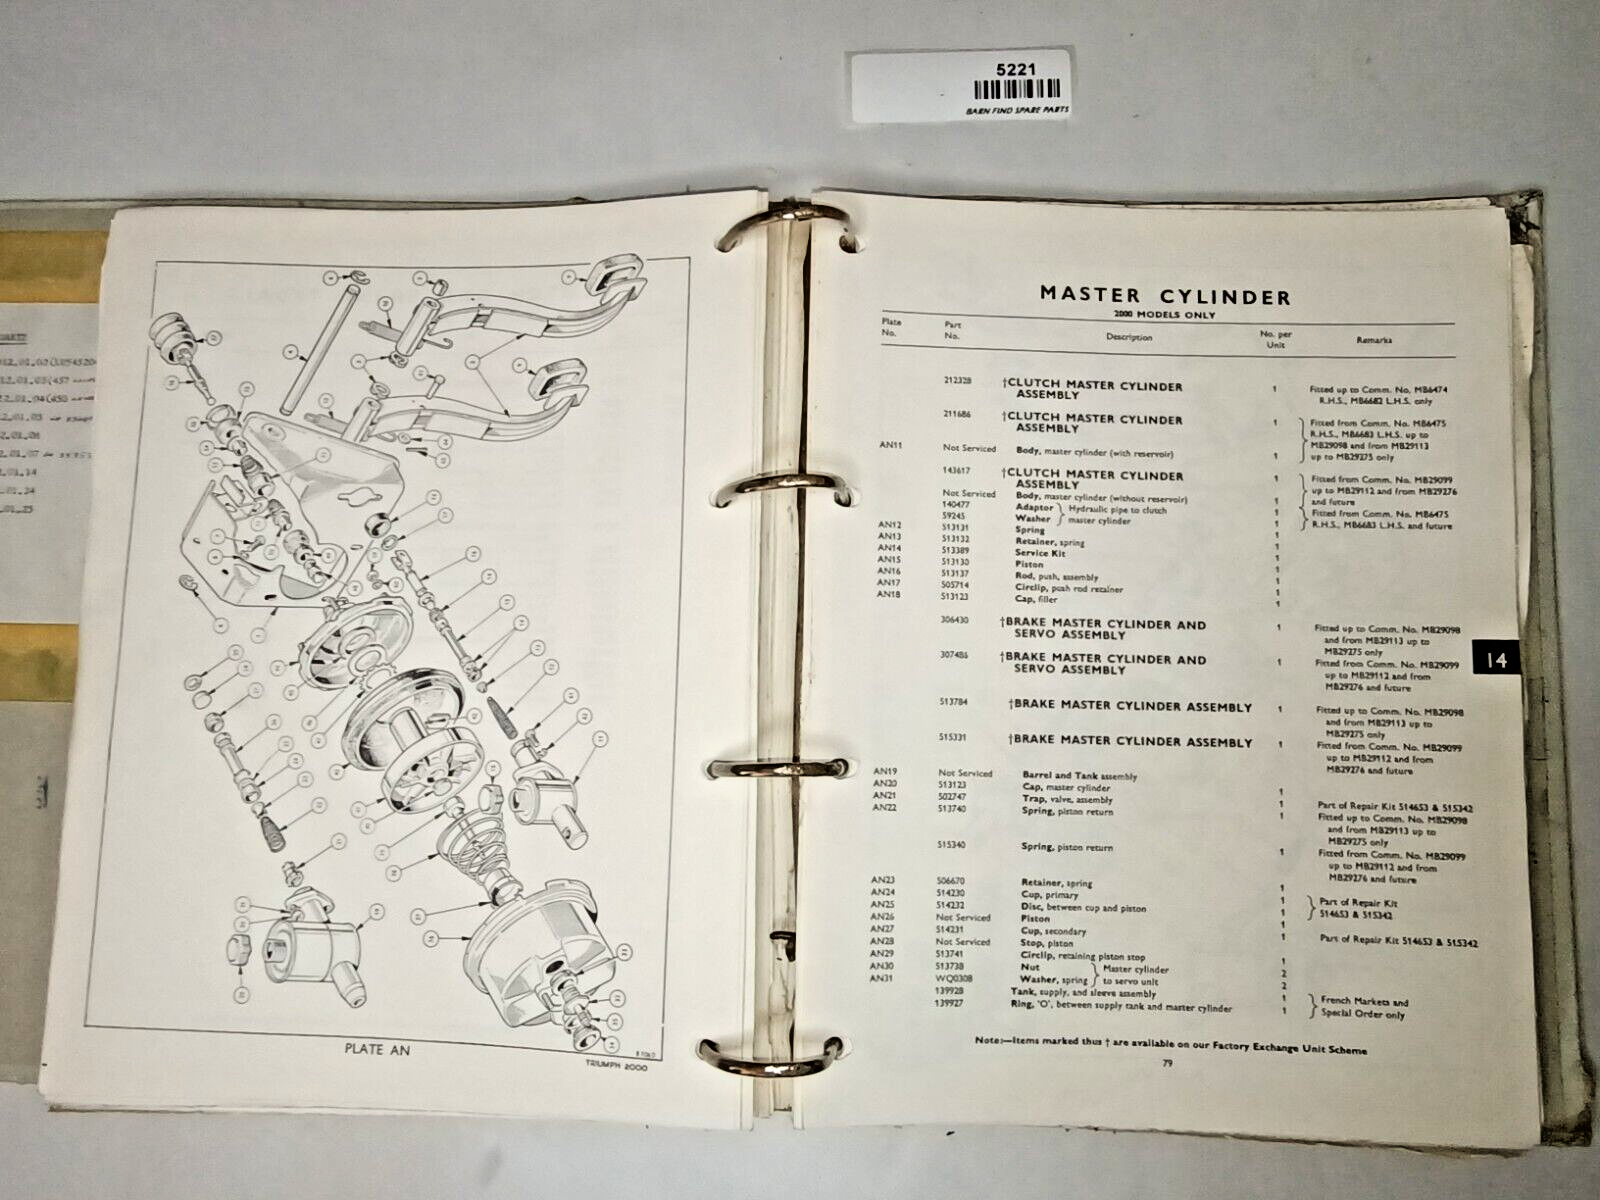 5221
BARN FIND SPARE PARTS
PLATE AN
TRIUMPH 2000
MASTER CYLINDER
2000 MODELS ONLY
Plate No. Part No. Description No. per Unit Remarks
212328 †CLUTCH MASTER CYLINDER ASSEMBLY 1 Fitted up to Comm. No. MB6474
R.H.S., MB6682 L.H.S. only
211686 †CLUTCH MASTER CYLINDER ASSEMBLY 1 Fitted from Comm. No. MB6475
R.H.S., MB6683 L.H.S. up to
MB29098 and from MB29113
up to MB29275 only
AN11 Not Serviced Body, master cylinder (with reservoir) 1
143617 †CLUTCH MASTER CYLINDER ASSEMBLY 1 Fitted from Comm. No. MB29099
up to MB29112 and from MB29276
and future
Not Serviced Body, master cylinder (without reservoir) 1
140477 Adaptor } Hydraulic pipe to clutch 1 Fitted from Comm. No. MB6475
59245 Washer } master cylinder 1 R.H.S., MB6683 L.H.S. and future
AN12 513131 Spring 1
AN13 513132 Retainer, spring 1
AN14 513389 Service Kit 1
AN15 513130 Piston 1
AN16 513137 Rod, push, assembly 1
AN17 505714 Circlip, push rod retainer 1
AN18 513123 Cap, filler 1
306430 †BRAKE MASTER CYLINDER AND SERVO ASSEMBLY 1 Fitted up to Comm. No. MB29098
and from MB29113 up to
MB29275 only
307486 †BRAKE MASTER CYLINDER AND SERVO ASSEMBLY 1 Fitted from Comm. No. MB29099
up to MB29112 and from
MB29276 and future
513784 †BRAKE MASTER CYLINDER ASSEMBLY 1 Fitted up to Comm. No. MB29098
and from MB29113 up to
MB29275 only
515331 †BRAKE MASTER CYLINDER ASSEMBLY 1 Fitted from Comm. No. MB29099
up to MB29112 and from
MB29276 and future
AN19 Not Serviced Barrel and Tank assembly
AN20 513123 Cap, master cylinder 1
AN21 502747 Trap, valve, assembly 1 Part of Repair Kit 514653 & 515342
AN22 513740 Spring, piston return 1 Fitted up to Comm. No. MB29098
and from MB29113 up to
MB29275 only
515340 Spring, piston return 1 Fitted from Comm. No. MB29099
up to MB29112 and from
MB29276 and future
AN23 506670 Retainer, spring 1
AN24 514230 Cup, primary 1 Part of Repair Kit
AN25 514232 Disc, between cup and piston 1 514653 & 515342
AN26 Not Serviced Piston 1
AN27 514231 Cup, secondary 1 Part of Repair Kit 514653 & 515342
AN28 Not Serviced Stop, piston
AN29 513741 Circlip, retaining piston stop 1
AN30 513738 Nut } Master cylinder 2
AN31 WQ0308 Washer, spring } to servo unit 2
139928 Tank, supply, and sleeve assembly 1 French Markets and
139927 Ring, 'O', between supply tank and master cylinder 1 Special Order only
Note:—Items marked thus † are available on our Factory Exchange Unit Scheme
79
14